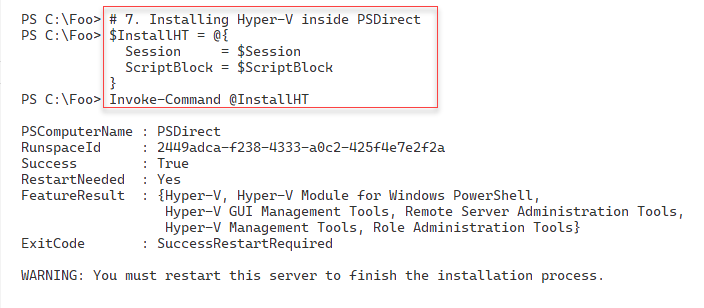 PS C:\Foo> # 7. Installing Hyper-V inside PSDirect
PS C:\Foo> $InstallHT = @{
Session     = $Session
ScriptBlock = $ScriptBlock
}
PS C:\Foo> Invoke-Command @InstallHT
PSComputerName : PSDirect
RunspaceId     : 2449adca-f238-4333-a0c2-425f4e7e2f2a
Success        : True
RestartNeeded  : Yes
FeatureResult  : {Hyper-V, Hyper-V Module for Windows PowerShell,
Hyper-V GUI Management Tools, Remote Server Administration Tools,
Hyper-V Management Tools, Role Administration Tools}
ExitCode       : SuccessRestartRequired
WARNING: You must restart this server to finish the installation process.